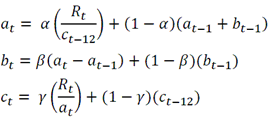 a_t = α(R_t / c_{t−12}) + (1 − α)(a_{t−1} + b_{t−1})
b_t = β(a_t − a_{t−1}) + (1 − β)(b_{t−1})
c_t = γ(R_t / a_t) + (1 − γ)(c_{t−12})